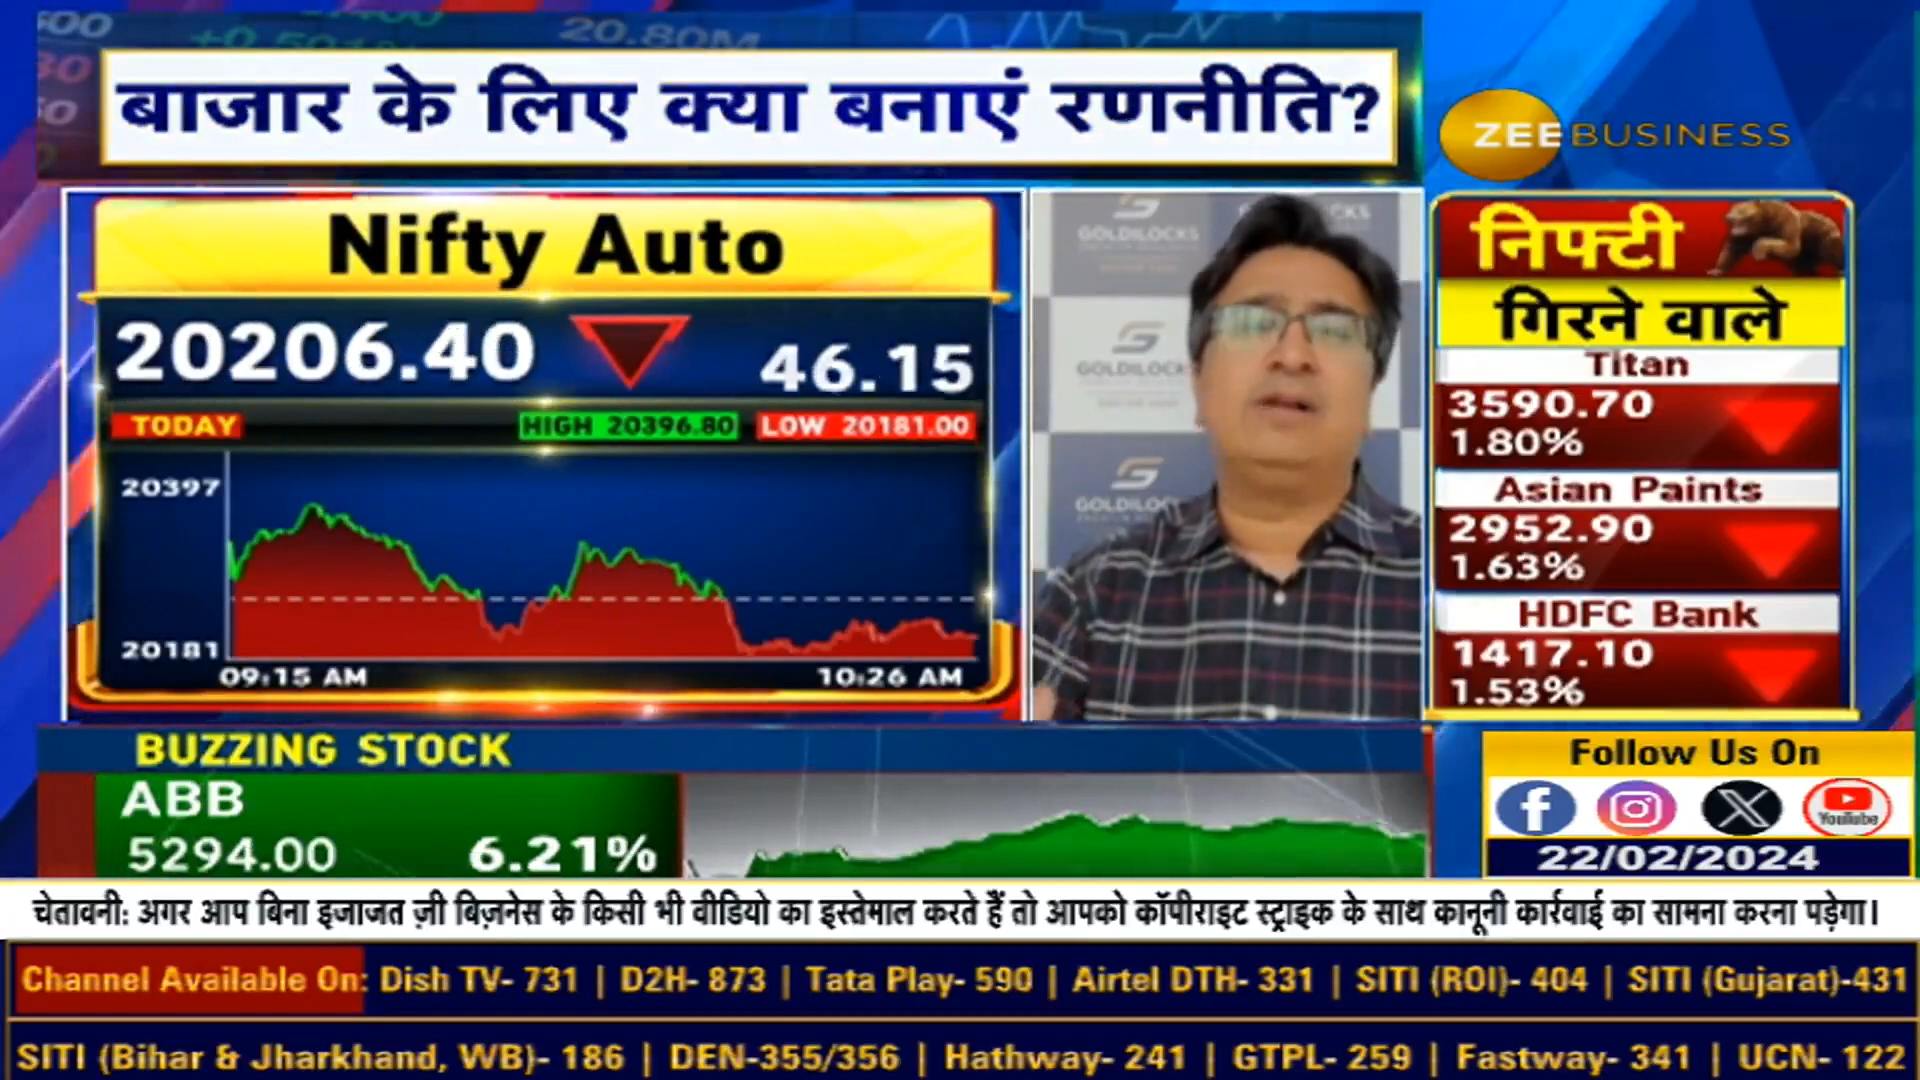 बाजार के लिए क्या बनाएं रणनीति?
ZEEBUSINESS
Nifty Auto
20206.40 46.15
TODAY HIGH 20396.80 LOW 20181.00
20397
20181
09:15 AM 10:26 AM
GOLDILOCKS
GOLDILOCKS
निफ्टी
गिरने वाले
Titan
3590.70
1.80%
Asian Paints
2952.90
1.63%
HDFC Bank
1417.10
1.53%
BUZZING STOCK
ABB
5294.00 6.21%
Follow Us On
YouTube
22/02/2024
चेतावनी: अगर आप बिना इजाजत ज़ी बिज़नेस के किसी भी वीडियो का इस्तेमाल करते हैं तो आपको कॉपीराइट स्ट्राइक के साथ कानूनी कार्रवाई का सामना करना पड़ेगा।
Channel Available On: Dish TV- 731 | D2H- 873 | Tata Play- 590 | Airtel DTH- 331 | SITI (ROI)- 404 | SITI (Gujarat)-431
SITI (Bihar & Jharkhand, WB)- 186 | DEN-355/356 | Hathway- 241 | GTPL- 259 | Fastway- 341 | UCN- 122